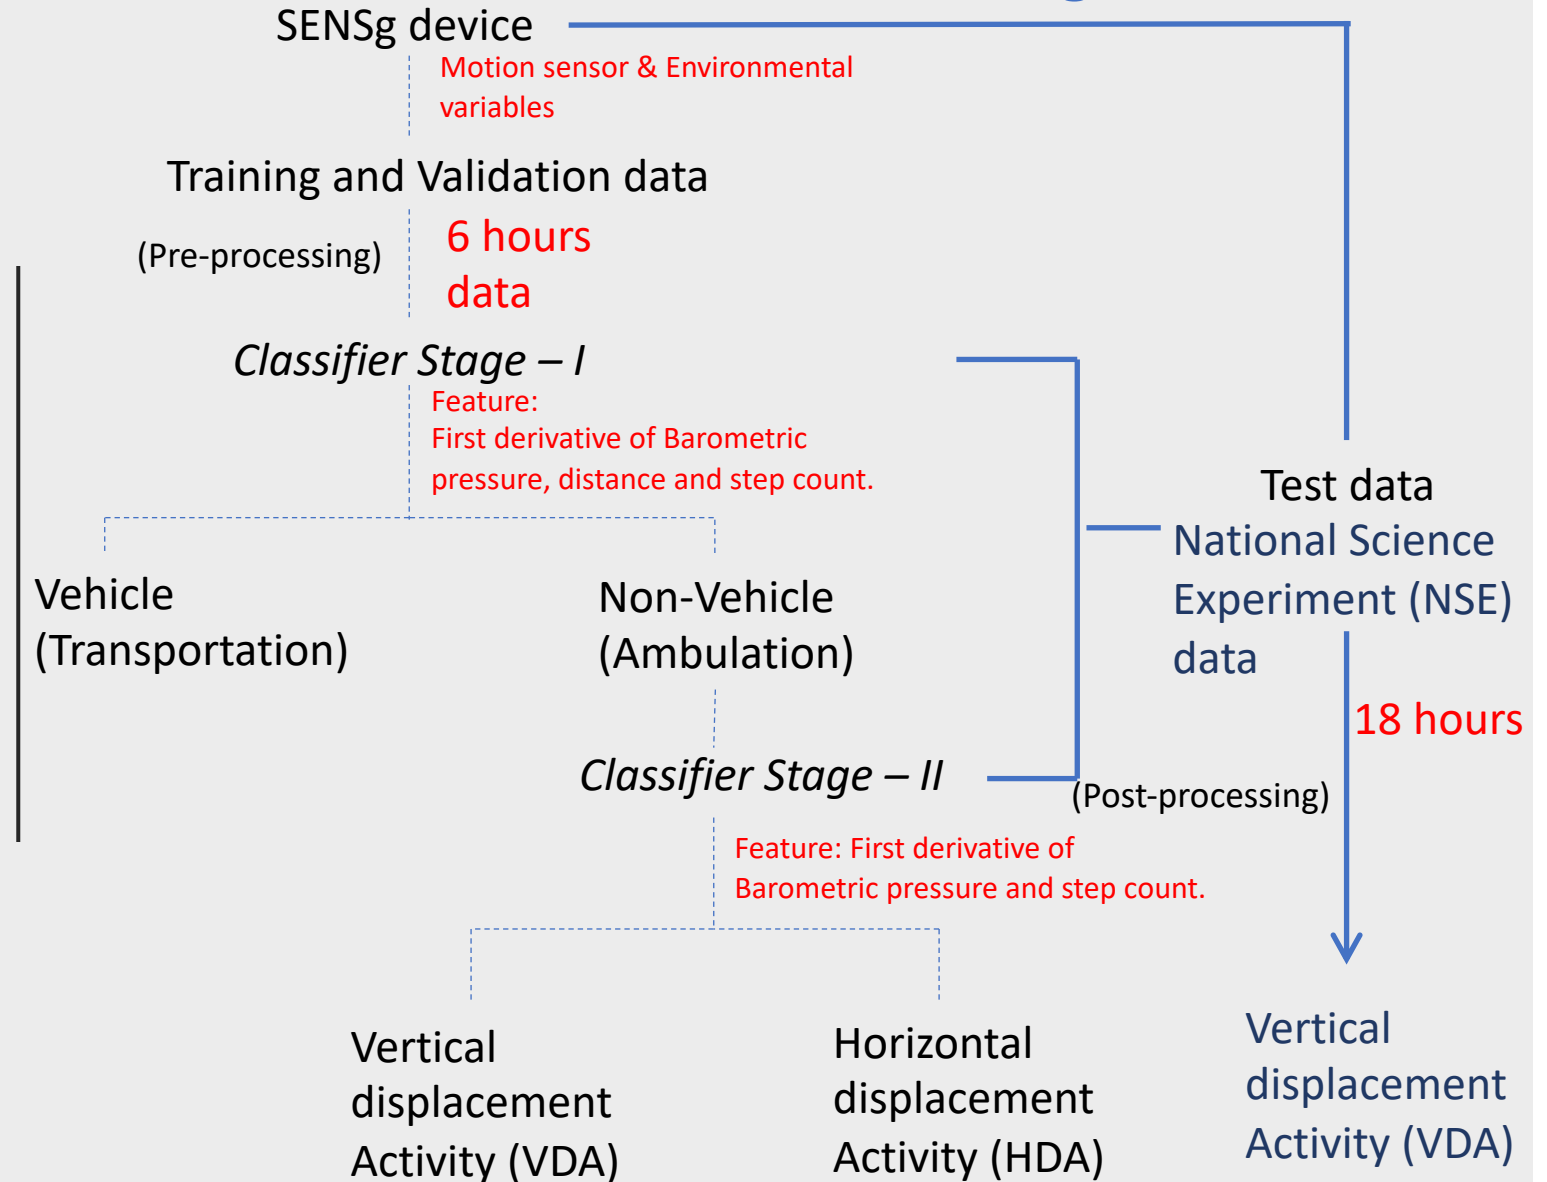 SENSg device
Motion sensor & Environmental
variables
Training and Validation data
(Pre-processing)
6 hours
data
Classifier Stage – I
Feature:
First derivative of Barometric
pressure, distance and step count.
Test data
National Science
Experiment (NSE)
data
Vehicle
(Transportation)
Non-Vehicle
(Ambulation)
18 hours
Classifier Stage – II
(Post-processing)
Feature: First derivative of
Barometric pressure and step count.
Vertical
displacement
Activity (VDA)
Horizontal
displacement
Activity (HDA)
Vertical
displacement
Activity (VDA)